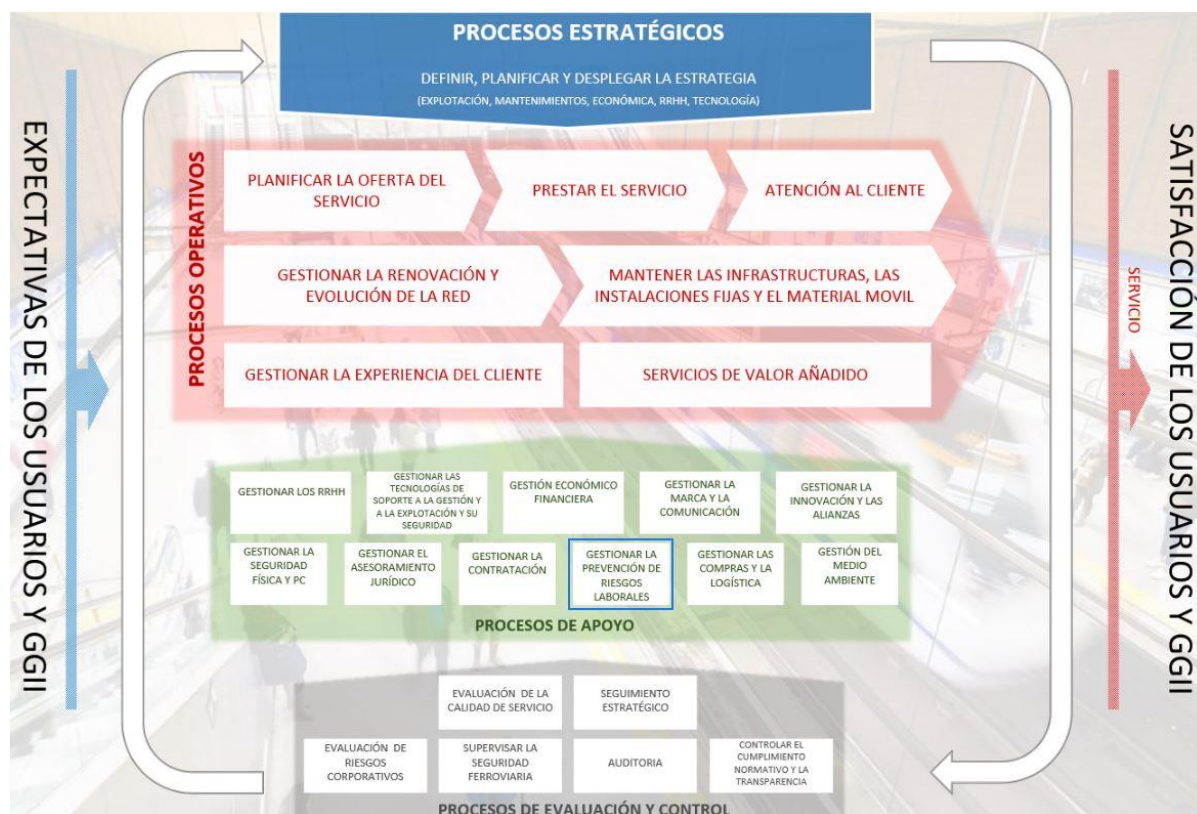 PROCESOS ESTRATÉGICOS
DEFINIR, PLANIFICAR Y DESPLEGAR LA ESTRATEGIA
(EXPLOTACIÓN, MANTENIMIENTOS, ECONÓMICA, RRHH, TECNOLOGÍA)
EXPECTATIVAS DE LOS USUARIOS Y GGII
PROCESOS OPERATIVOS
PLANIFICAR LA OFERTA DEL
SERVICIO
PRESTAR EL SERVICIO
ATENCIÓN AL CLIENTE
GESTIONAR LA RENOVACIÓN Y
EVOLUCIÓN DE LA RED
MANTENER LAS INFRASTRUCTURAS, LAS
INSTALACIONES FIJAS Y EL MATERIAL MOVIL
GESTIONAR LA EXPERIENCIA DEL CLIENTE
SERVICIOS DE VALOR AÑADIDO
SERVICIO
SATISFACCIÓN DE LOS USUARIOS Y GGII
GESTIONAR LOS RRHH
GESTIONAR LAS
TECNOLOGÍAS DE
SOPORTE A LA GESTIÓN Y
A LA EXPLOTACIÓN Y SU
SEGURIDAD
GESTIÓN ECONÓMICO
FINANCIERA
GESTIONAR LA
MARCA Y LA
COMUNICACIÓN
GESTIONAR LA
INNOVACIÓN Y LAS
ALIANZAS
GESTIONAR LA
SEGURIDAD
FÍSICA Y PC
GESTIONAR EL
ASESORAMIENTO
JURÍDICO
GESTIONAR LA
CONTRATACIÓN
GESTIONAR LA
PREVENCIÓN DE
RIESGOS
LABORALES
GESTIONAR LAS
COMPRAS Y LA
LOGÍSTICA
GESTIÓN DEL
MEDIO
AMBIENTE
PROCESOS DE APOYO
EVALUACIÓN DE LA
CALIDAD DE SERVICIO
SEGUIMIENTO
ESTRATÉGICO
EVALUACIÓN DE
RIESGOS
CORPORATIVOS
SUPERVISAR LA
SEGURIDAD
FERROVIARIA
AUDITORIA
CONTROLAR EL
CUMPLIMIENTO
NORMATIVO Y LA
TRANSPARENCIA
PROCESOS DE EVALUACIÓN Y CONTROL